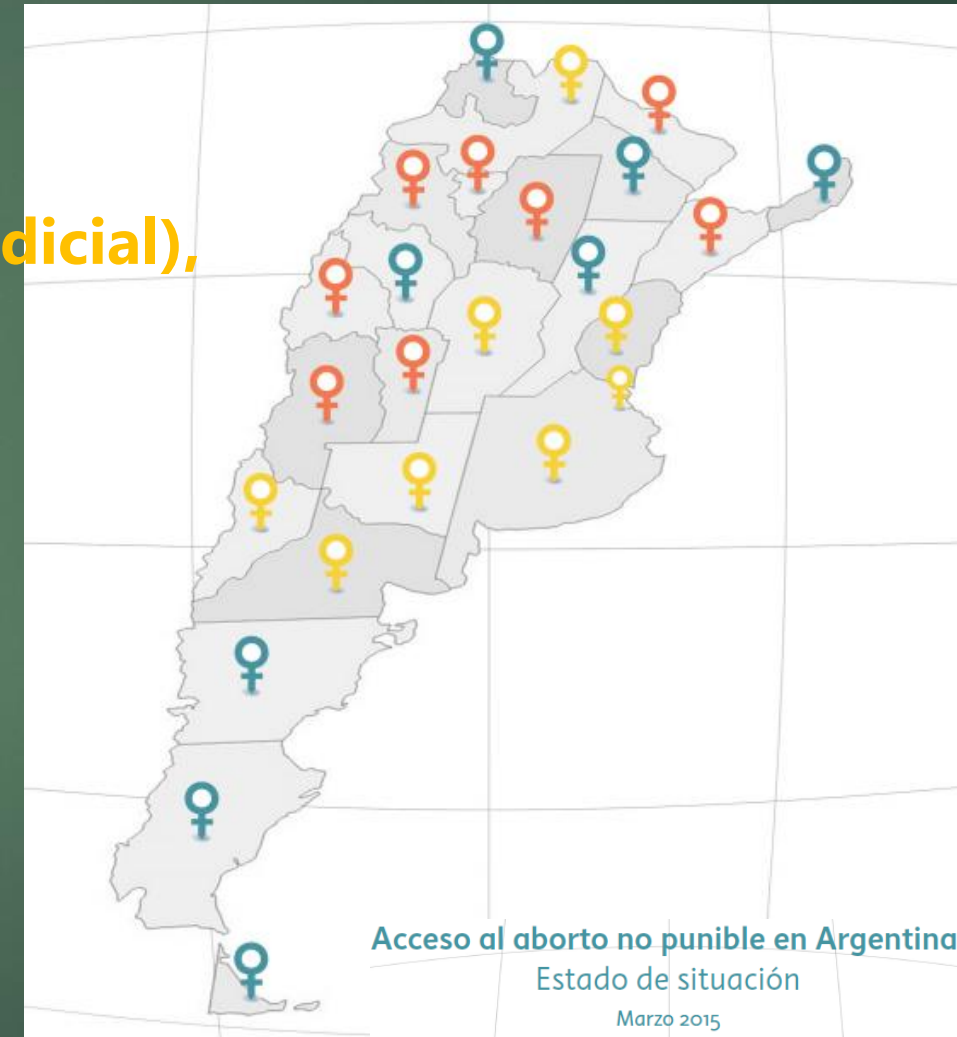 dicial),
Acceso al aborto no punible en Argentina
Estado de situación
Marzo 2015